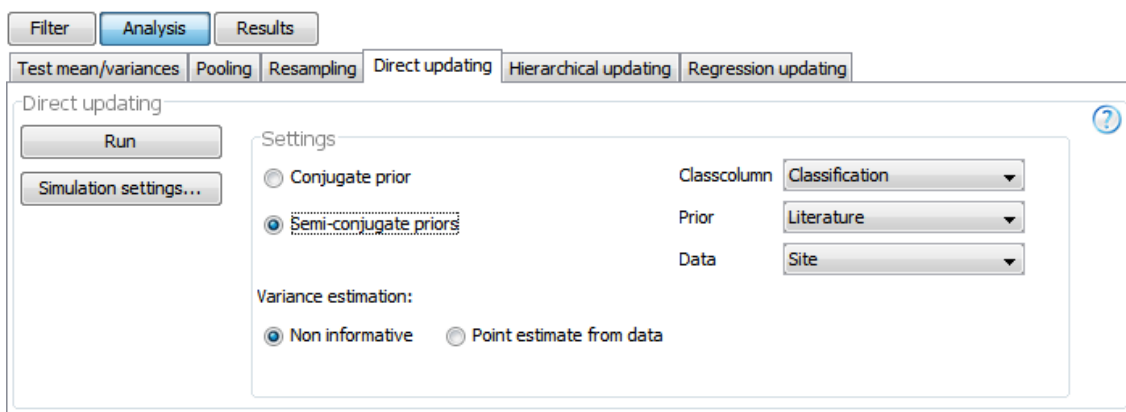 Filter Analysis Results
Test mean/variances Pooling Resampling Direct updating Hierarchical updating Regression updating
Direct updating
?
Run
Simulation settings...
Settings
Conjugate prior
Semi-conjugate priors
Classcolumn Classification
Prior Literature
Data Site
Variance estimation:
Non informative Point estimate from data